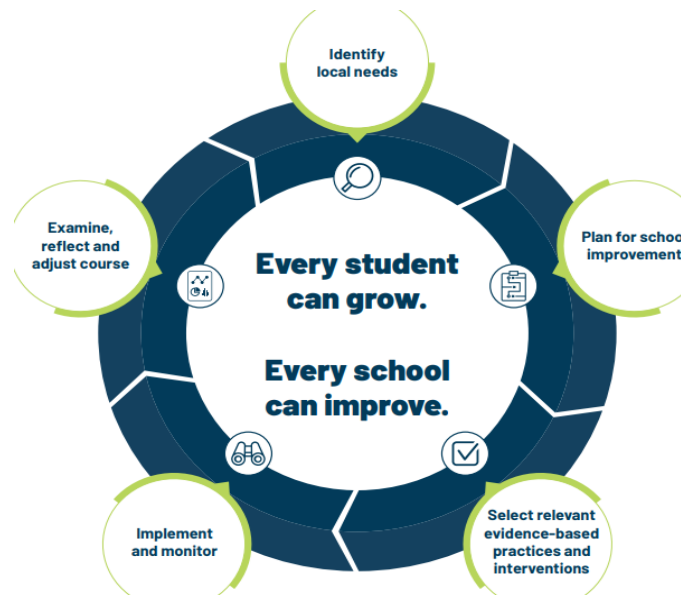 Identify
local needs
Examine,
reflect and
adjust course
Plan for school
improvement
Every student
can grow.
Every school
can improve.
Implement
and monitor
Select relevant
evidence-based
practices and
interventions